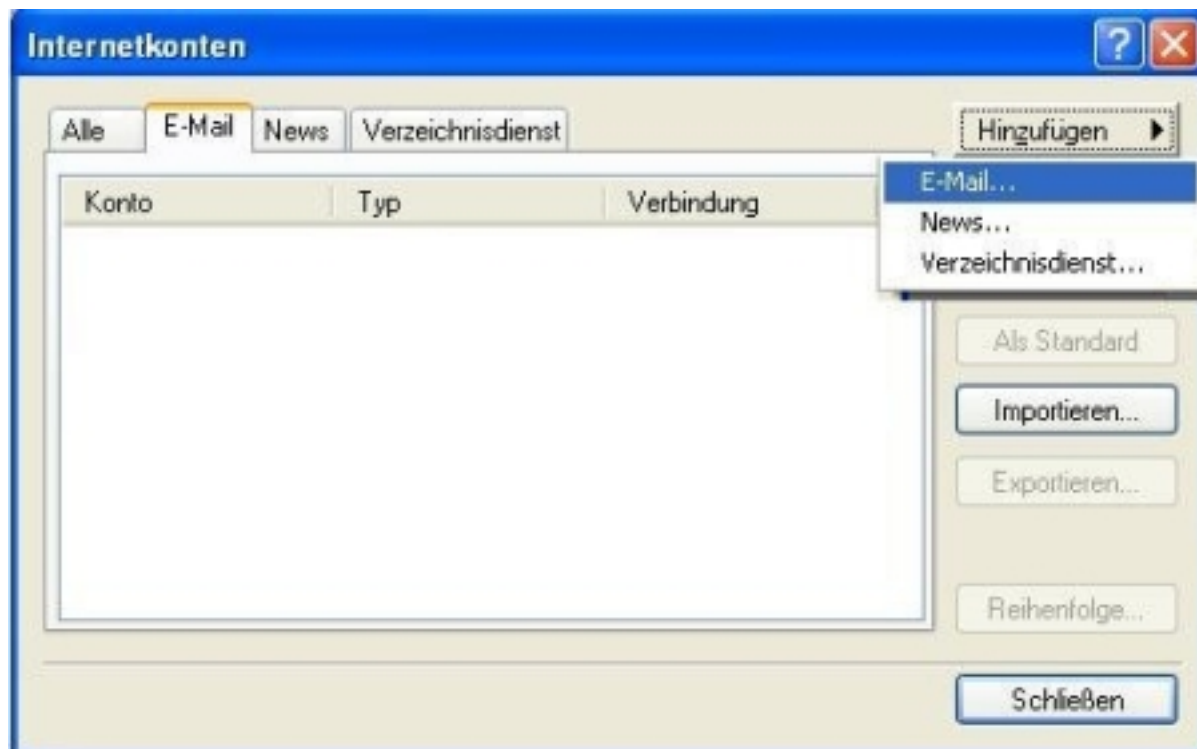 Internetkonten
Alle E-Mail News Verzeichnisdienst
Hinzufügen
E-Mail...
News...
Verzeichnisdienst...
Konto Typ Verbindung
Als Standard
Importieren...
Exportieren...
Reihenfolge...
Schließen